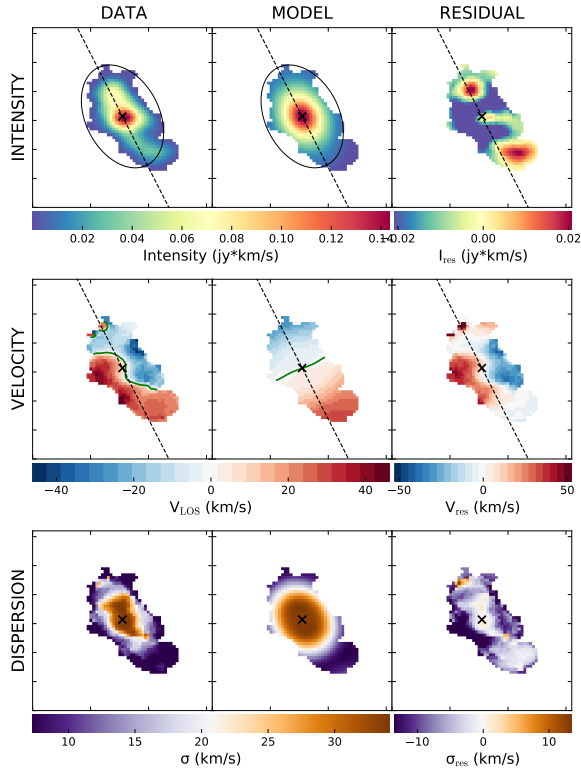 DATA MODEL RESIDUAL
INTENSITY
0.02 0.04 0.06 0.08 0.10 0.12 0.14 −0.02 0.00 0.02
Intensity (jy*km/s) I_res (jy*km/s)
VELOCITY
−40 −20 0 20 40 −50 0 50
V_LOS (km/s) V_res (km/s)
DISPERSION
10 15 20 25 30 −10 0 10
σ (km/s) σ_res (km/s)